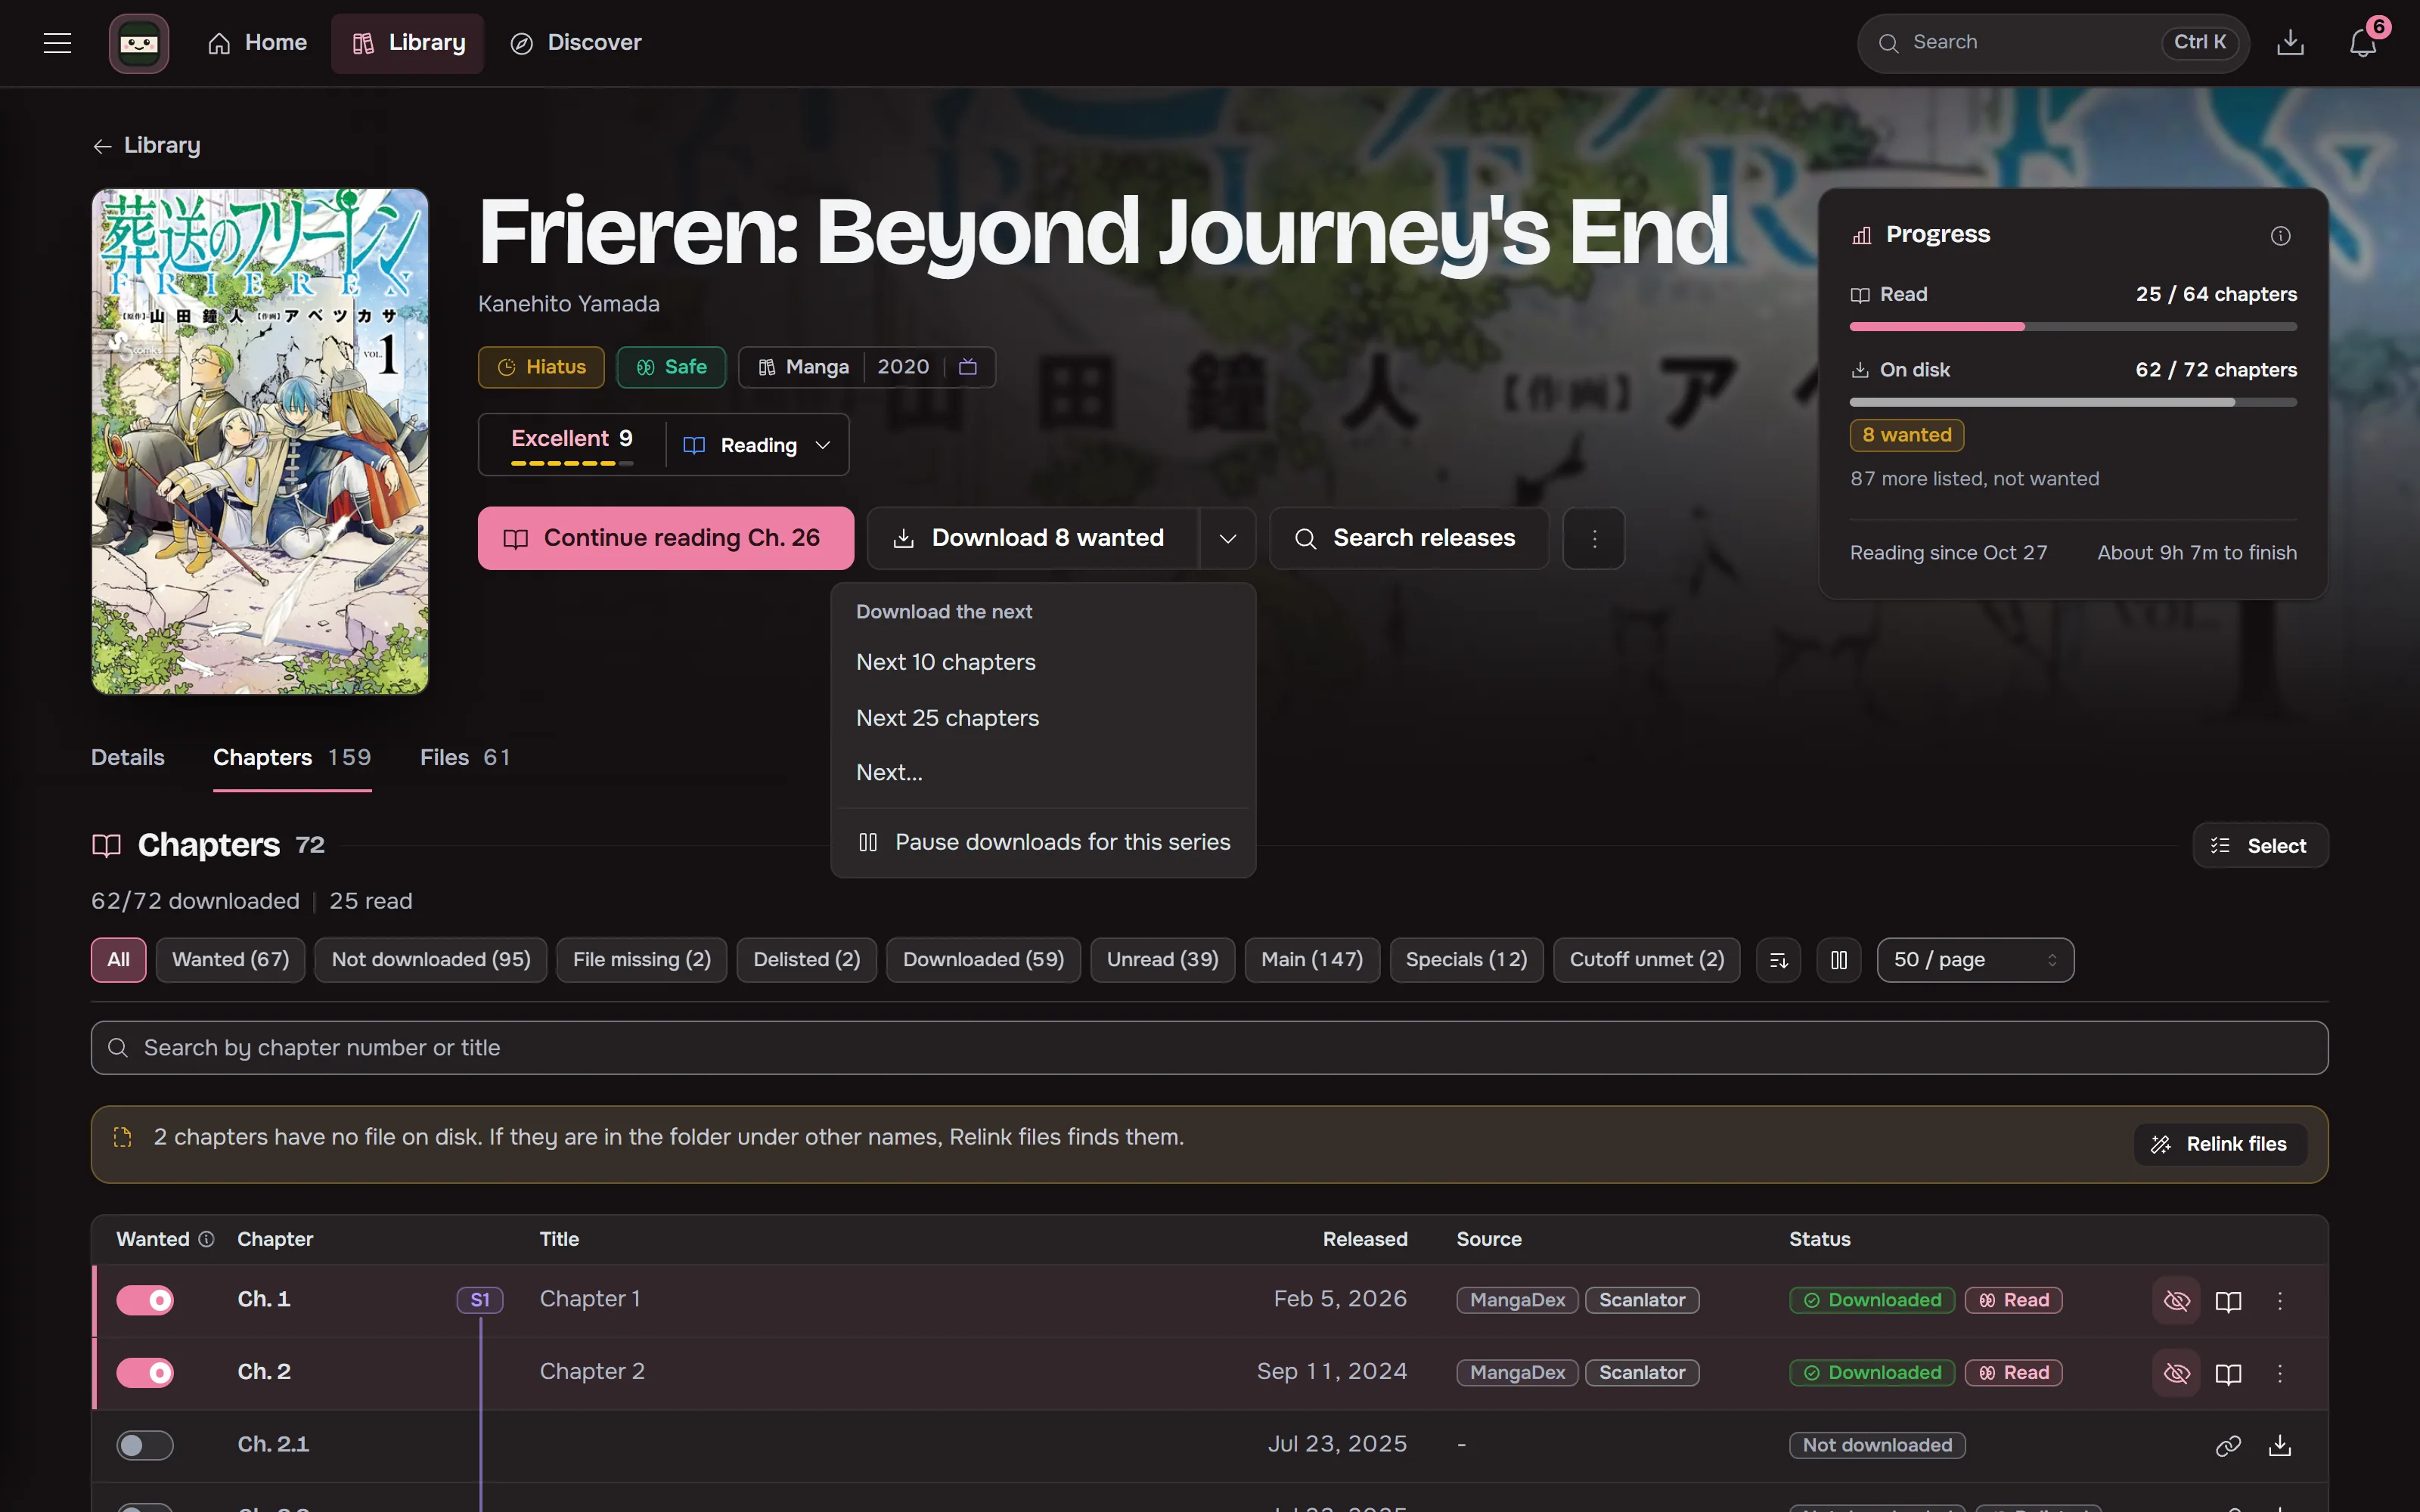 Home
Library
Discover
Search
Ctrl K
6
Library
葬送のフリーレン
FRIEREN
［原作］山田鐘人 ［作画］アベツカサ
VOL.1
Frieren: Beyond Journey's End
Kanehito Yamada
Hiatus
Safe
Manga
2020
Excellent 9
Reading
Continue reading Ch. 26
Download 8 wanted
Search releases
Progress
Read
25 / 64 chapters
On disk
62 / 72 chapters
8 wanted
87 more listed, not wanted
Reading since Oct 27
About 9h 7m to finish
Download the next
Next 10 chapters
Next 25 chapters
Next...
Pause downloads for this series
Details
Chapters 159
Files 61
Chapters 72
Select
62/72 downloaded
25 read
All
Wanted (67)
Not downloaded (95)
File missing (2)
Delisted (2)
Downloaded (59)
Unread (39)
Main (147)
Specials (12)
Cutoff unmet (2)
50 / page
Search by chapter number or title
2 chapters have no file on disk. If they are in the folder under other names, Relink files finds them.
Relink files
Wanted
Chapter
Title
Released
Source
Status
Ch. 1
S1
Chapter 1
Feb 5, 2026
MangaDex
Scanlator
Downloaded
Read
Ch. 2
Chapter 2
Sep 11, 2024
MangaDex
Scanlator
Downloaded
Read
Ch. 2.1
Jul 23, 2025
-
Not downloaded